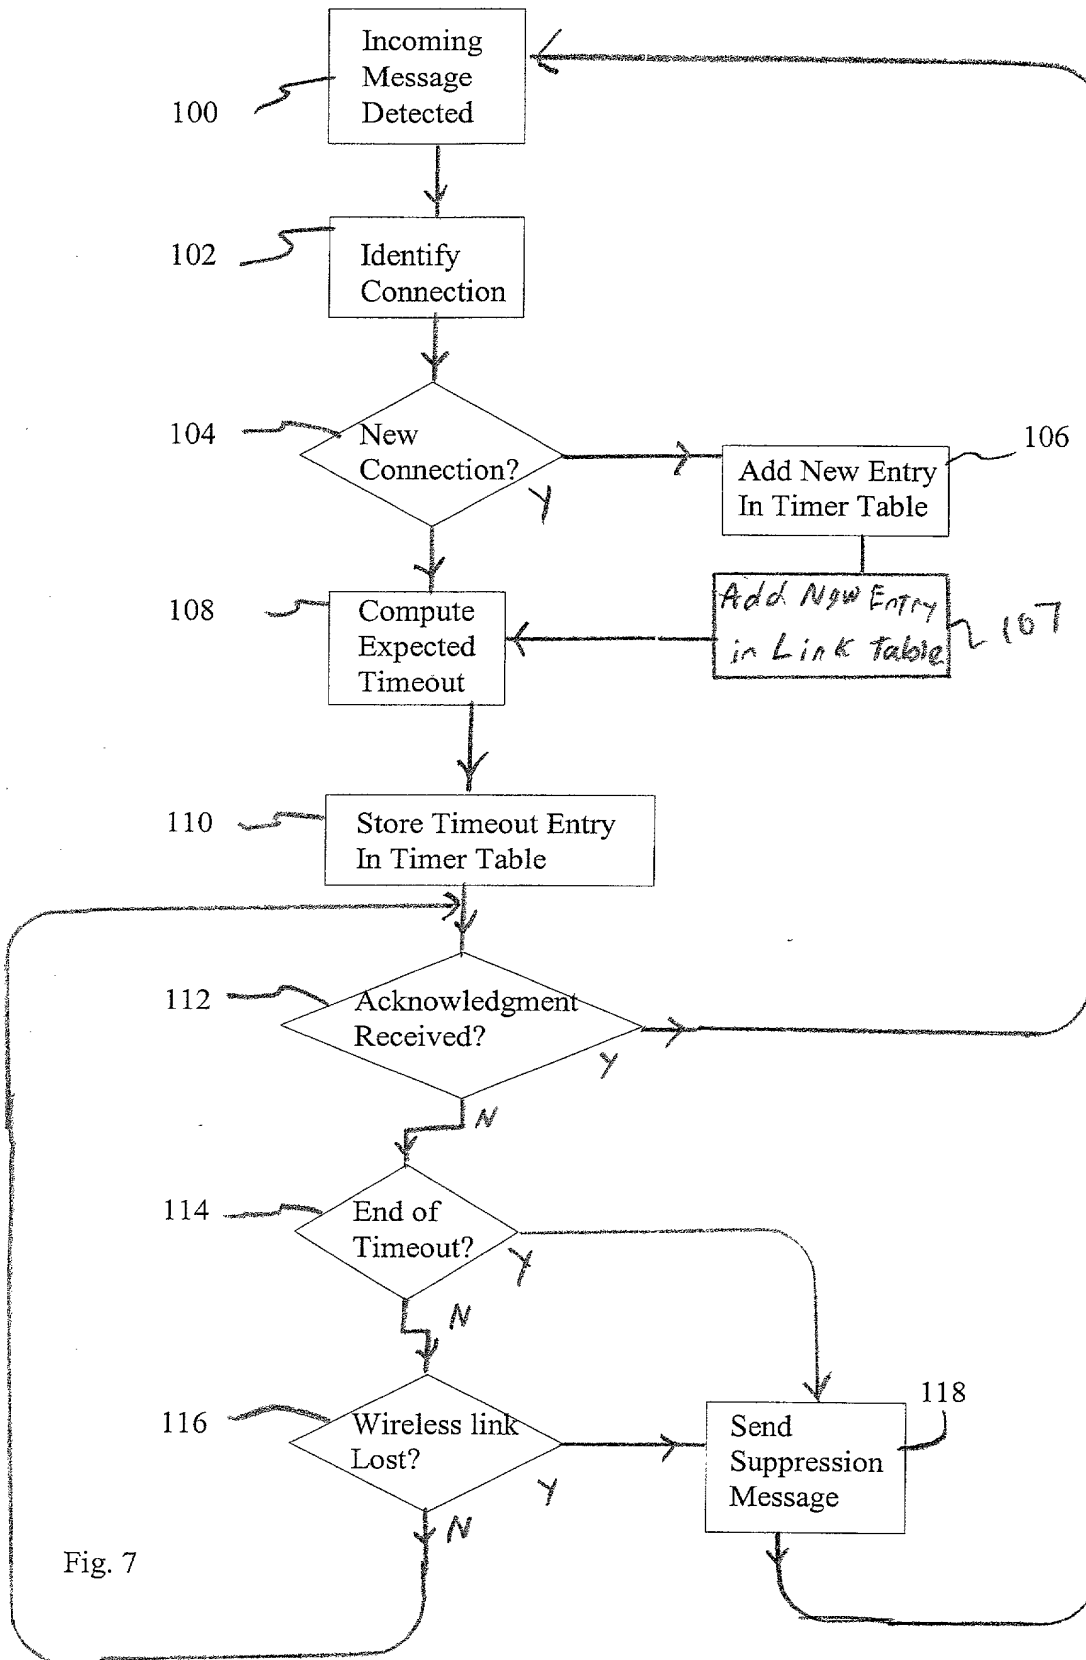 Incoming
Message
Detected
100
102
Identify
Connection
104
New
Connection?
Y
106
Add New Entry
In Timer Table
Add New Entry
in Link Table
107
108
Compute
Expected
Timeout
110
Store Timeout Entry
In Timer Table
112
Acknowledgment
Received?
Y
N
114
End of
Timeout?
Y
N
116
Wireless link
Lost?
Y
N
118
Send
Suppression
Message
Fig. 7